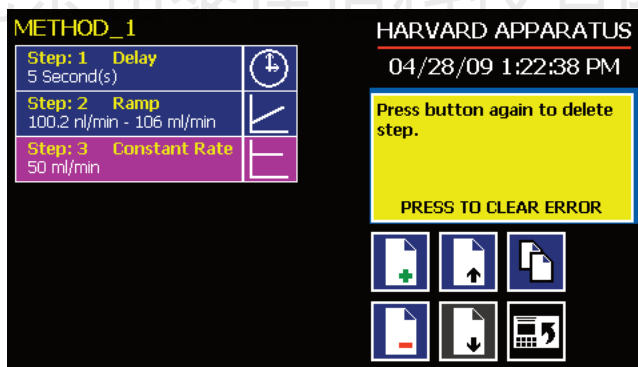 METHOD_1
Step: 1 Delay
5 Second(s)
Step: 2 Ramp
100.2 nl/min - 106 ml/min
Step: 3 Constant Rate
50 ml/min
HARVARD APPARATUS
04/28/09 1:22:38 PM
Press button again to delete
step.
PRESS TO CLEAR ERROR